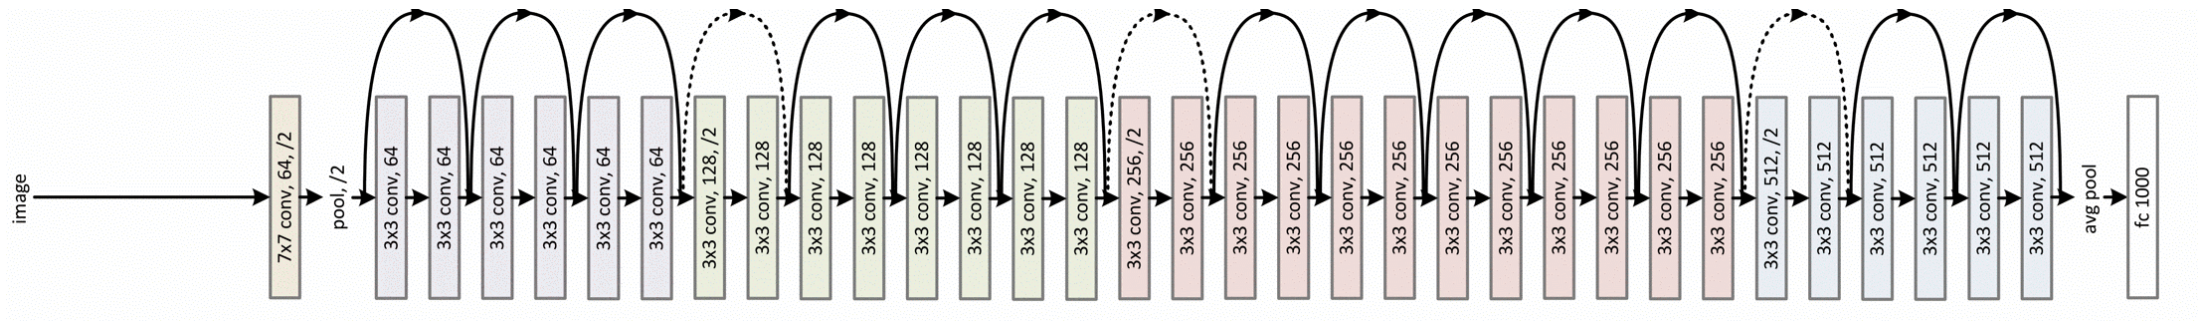 image
7x7 conv, 64, /2
pool, /2
3x3 conv, 64
3x3 conv, 64
3x3 conv, 64
3x3 conv, 64
3x3 conv, 64
3x3 conv, 64
3x3 conv, 128, /2
3x3 conv, 128
3x3 conv, 128
3x3 conv, 128
3x3 conv, 128
3x3 conv, 128
3x3 conv, 128
3x3 conv, 128
3x3 conv, 256, /2
3x3 conv, 256
3x3 conv, 256
3x3 conv, 256
3x3 conv, 256
3x3 conv, 256
3x3 conv, 256
3x3 conv, 256
3x3 conv, 256
3x3 conv, 256
3x3 conv, 256
3x3 conv, 256
3x3 conv, 512, /2
3x3 conv, 512
3x3 conv, 512
3x3 conv, 512
3x3 conv, 512
3x3 conv, 512
avg pool
fc 1000